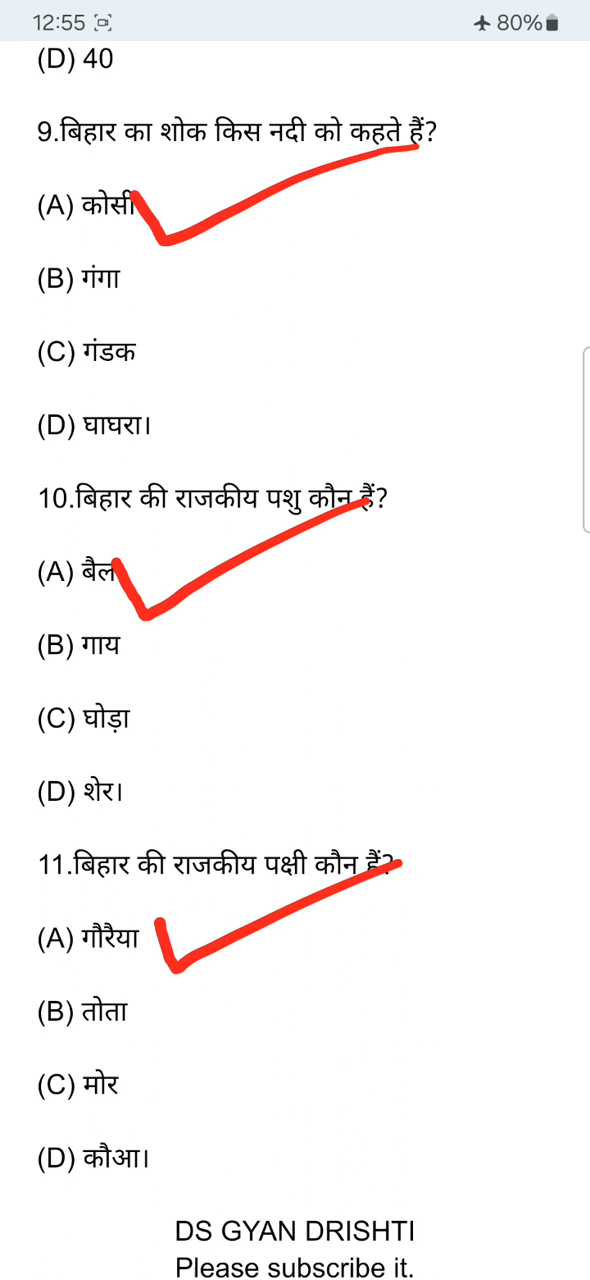 12:55 80%
(D) 40
9.बिहार का शोक किस नदी को कहते हैं?
(A) कोसी
(B) गंगा
(C) गंडक
(D) घाघरा।
10.बिहार की राजकीय पशु कौन हैं?
(A) बैल
(B) गाय
(C) घोड़ा
(D) शेर।
11.बिहार की राजकीय पक्षी कौन हैं?
(A) गौरैया
(B) तोता
(C) मोर
(D) कौआ।
DS GYAN DRISHTI
Please subscribe it.